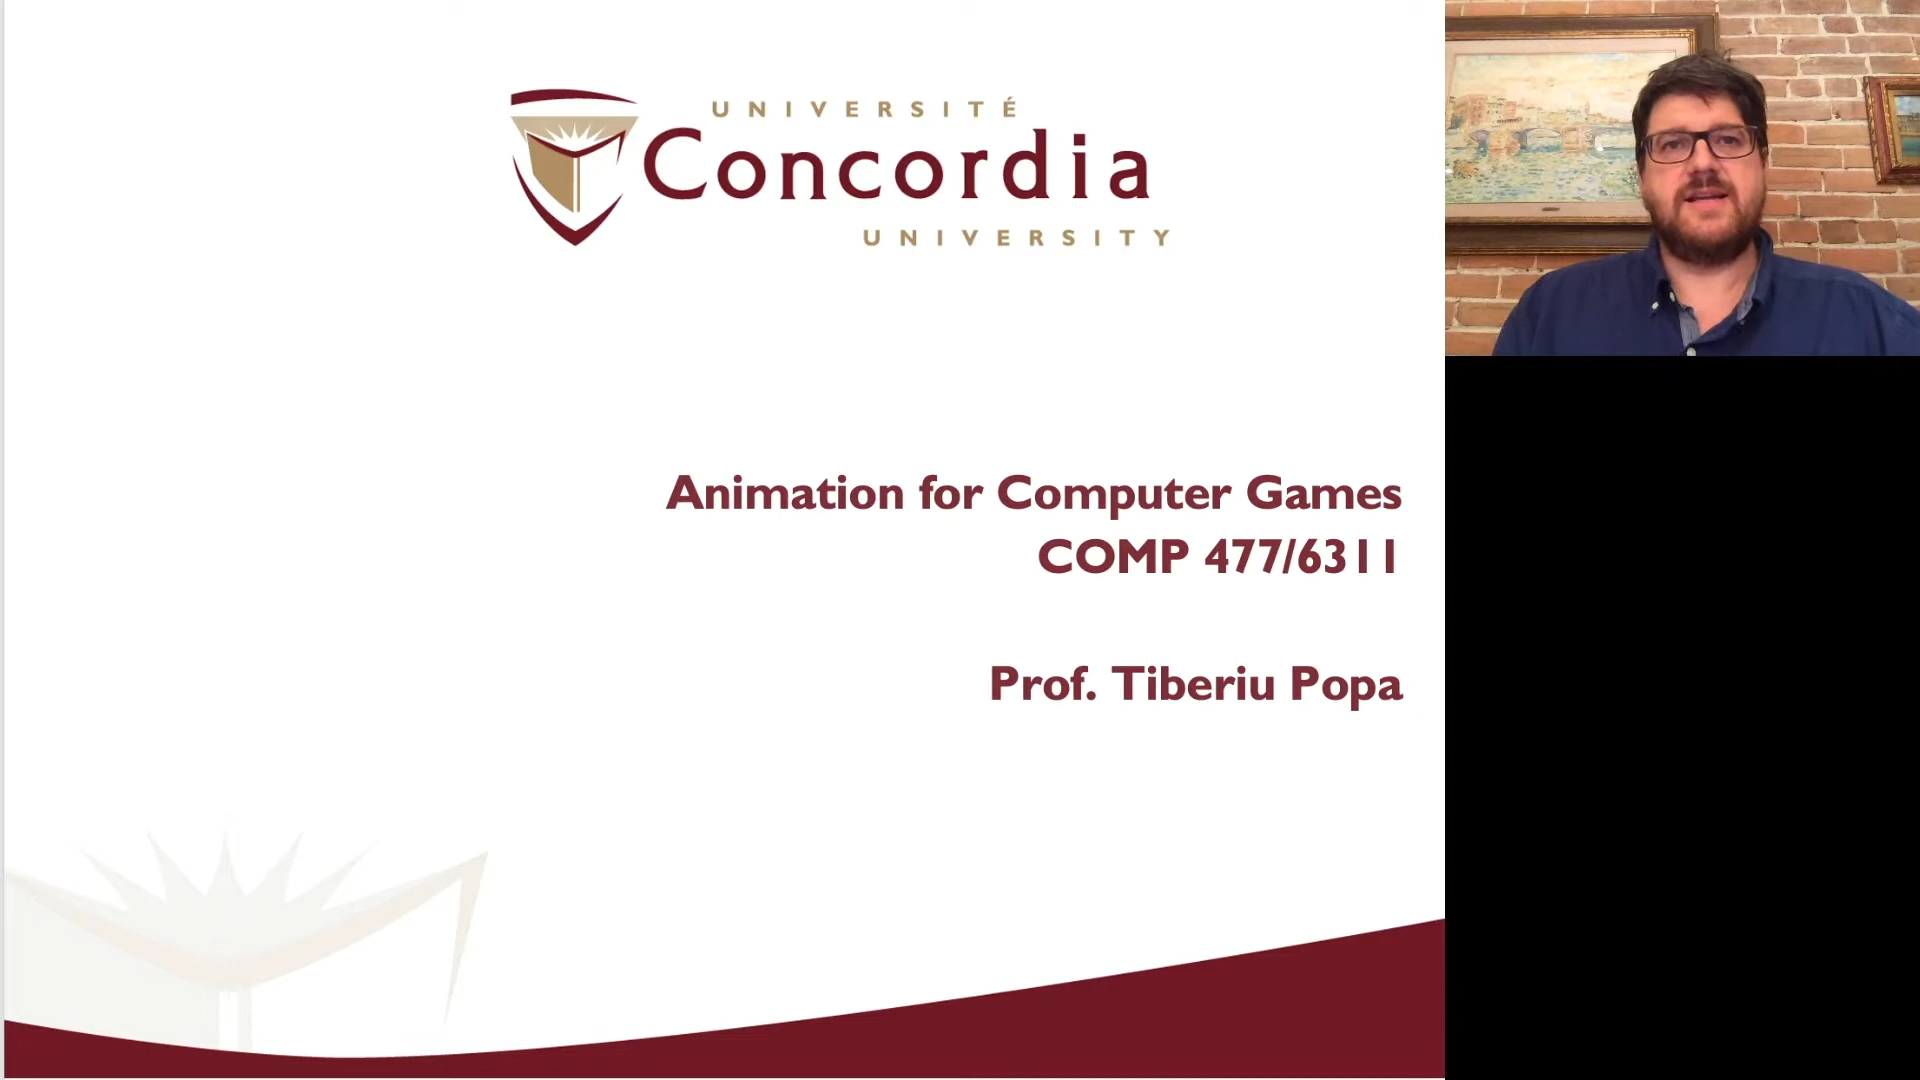 UNIVERSITÉ
Concordia
UNIVERSITY
Animation for Computer Games
COMP 477/6311
Prof. Tiberiu Popa